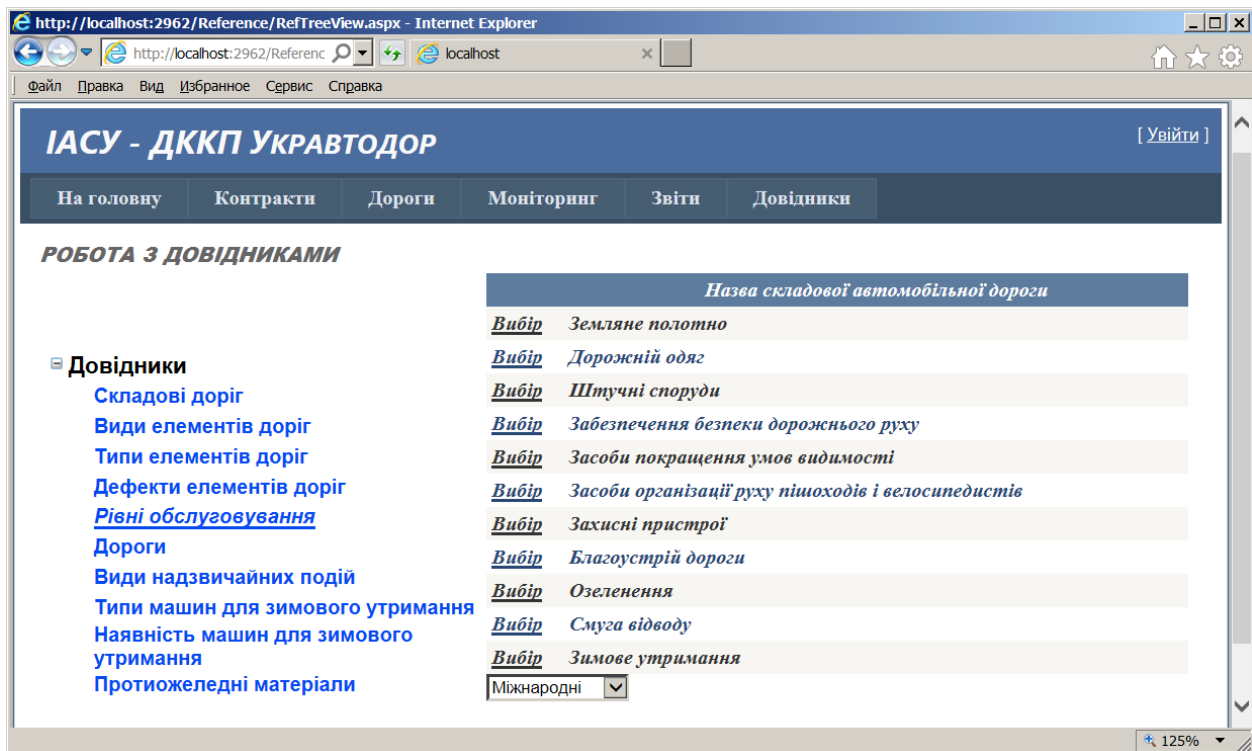 http://localhost:2962/Reference/RefTreeView.aspx - Internet Explorer
http://localhost:2962/Referenc
localhost
Файл Правка Вид Избранное Сервис Справка
ІАСУ - ДККП Укравтодор
[ Увійти ]
На головну Контракти Дороги Моніторинг Звіти Довідники
РОБОТА З ДОВІДНИКАМИ
Довідники
Складові доріг
Види елементів доріг
Типи елементів доріг
Дефекти елементів доріг
Рівні обслуговування
Дороги
Види надзвичайних подій
Типи машин для зимового утримання
Наявність машин для зимового
утримання
Протиожеледні матеріали
Назва складової автомобільної дороги
Вибір Земляне полотно
Вибір Дорожній одяг
Вибір Штучні споруди
Вибір Забезпечення безпеки дорожнього руху
Вибір Засоби покращення умов видимості
Вибір Засоби організації руху пішоходів і велосипедистів
Вибір Захисні пристрої
Вибір Благоустрій дороги
Вибір Озеленення
Вибір Смуга відводу
Вибір Зимове утримання
Міжнародні
125%